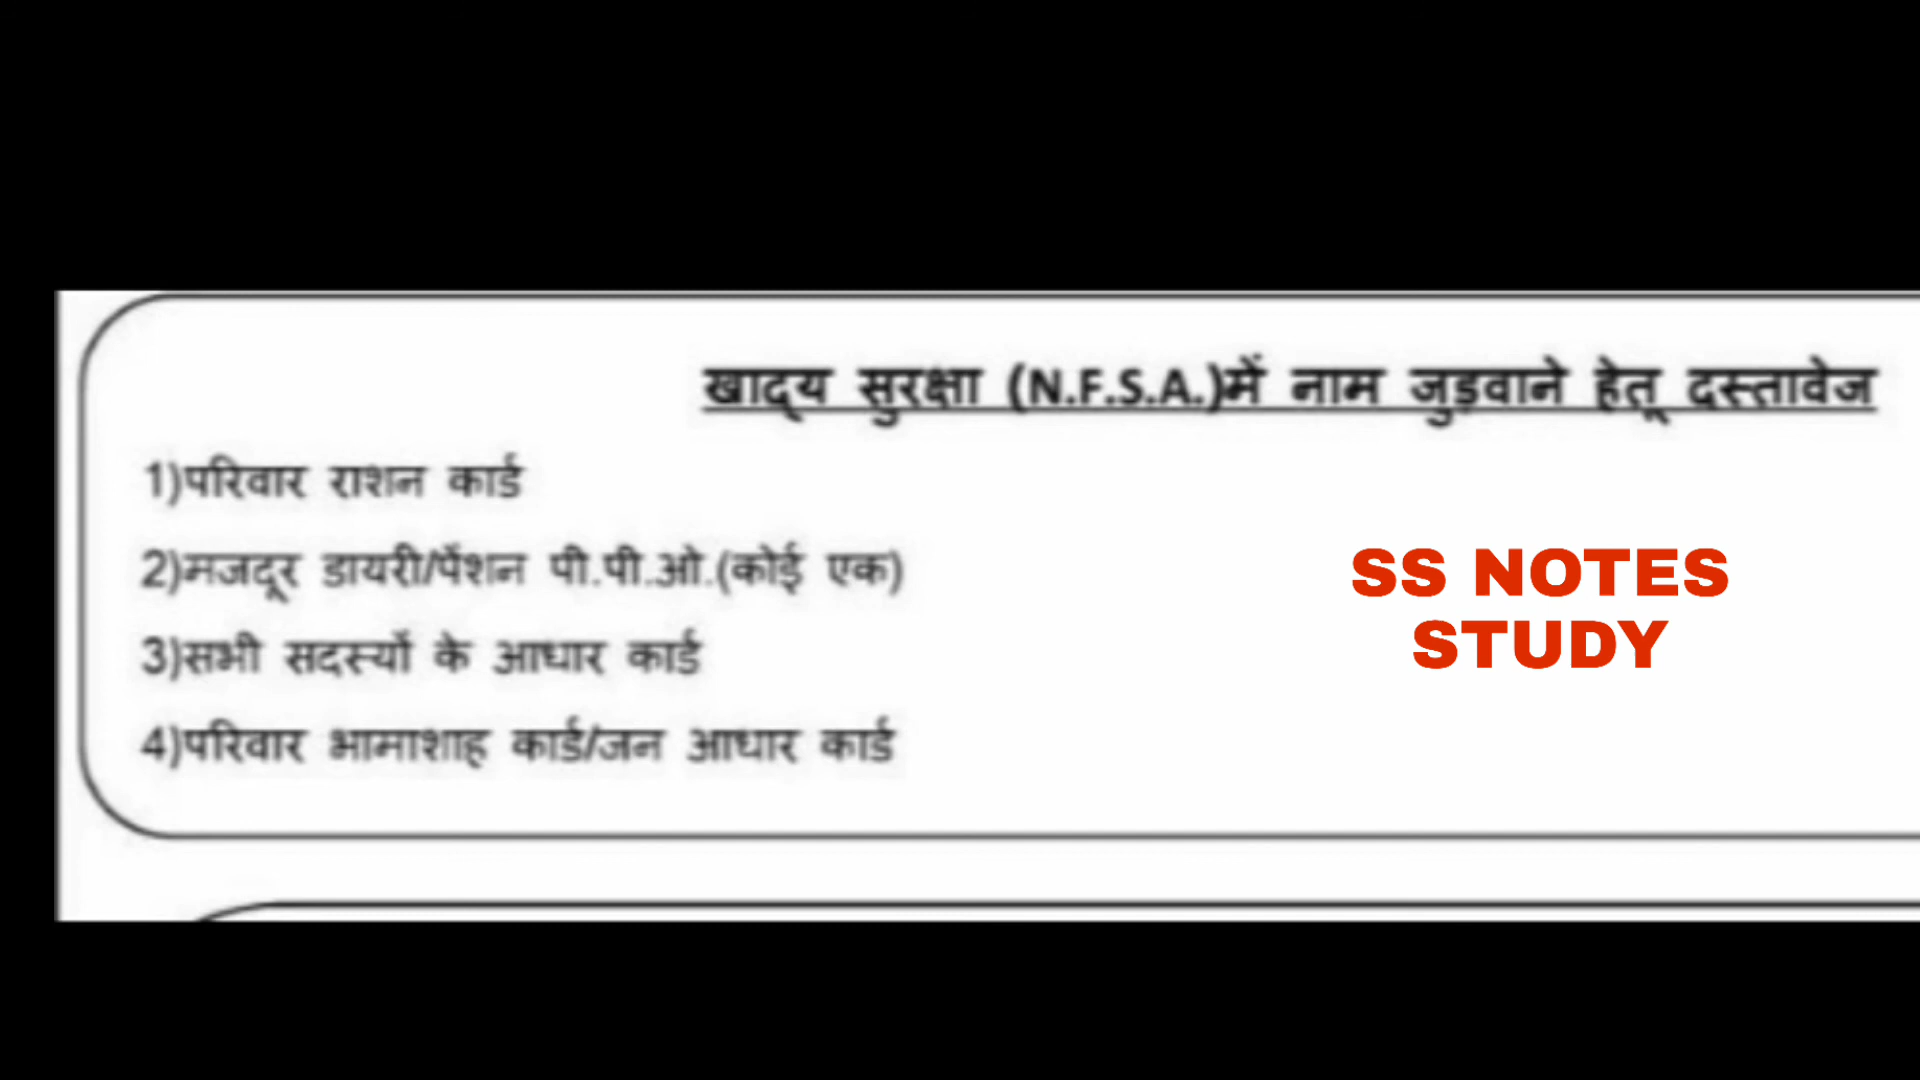 खाद्य सुरक्षा (N.F.S.A.)में नाम जुड़वाने हेतू दस्तावेज
1)परिवार राशन कार्ड
2)मजदूर डायरी/पेंशन पी.पी.ओ.(कोई एक)
3)सभी सदस्यों के आधार कार्ड
4)परिवार भामाशाह कार्ड/जन आधार कार्ड
SS NOTES
STUDY